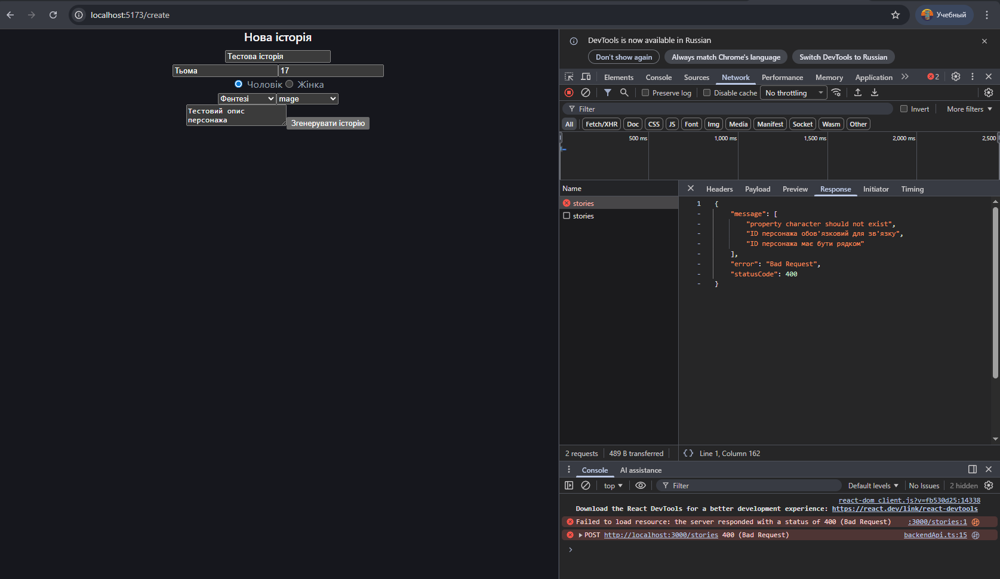 localhost:5173/create
Учебный
Нова історія
Тестова історія
Тьома
17
Чоловік
Жінка
Фентезі
mage
Тестовий опис
персонажа
Згенерувати історію
DevTools is now available in Russian
Don't show again
Always match Chrome's language
Switch DevTools to Russian
Elements
Console
Sources
Network
Performance
Memory
Application
2
Preserve log
Disable cache
No throttling
Filter
Invert
More filters
All
Fetch/XHR
Doc
CSS
JS
Font
Img
Media
Manifest
Socket
Wasm
Other
500 ms
1,000 ms
1,500 ms
2,000 ms
2,500
Name
Headers
Payload
Preview
Response
Initiator
Timing
stories
stories
1 {
- "message": [
- "property character should not exist",
- "ID персонажа обов'язковий для зв'язку",
- "ID персонажа має бути рядком"
- ],
- "error": "Bad Request",
- "statusCode": 400
- }
2 requests
489 B transferred
{ } Line 1, Column 162
Console
AI assistance
top
Filter
Default levels
No Issues
2 hidden
react-dom_client.js?v=fb530d25:14338
Download the React DevTools for a better development experience: https://react.dev/link/react-devtools
Failed to load resource: the server responded with a status of 400 (Bad Request) :3000/stories:1
POST http://localhost:3000/stories 400 (Bad Request) backendApi.ts:15